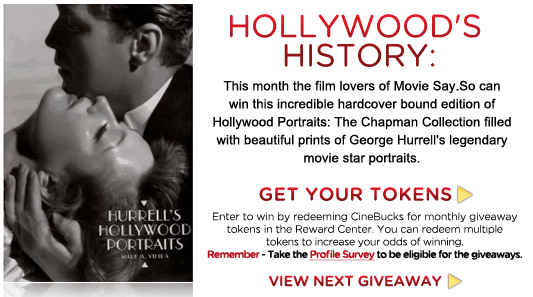 HOLLYWOOD'S
HISTORY:
This month the film lovers of Movie Say.So can
win this incredible hardcover bound edition of
Hollywood Portraits: The Chapman Collection filled
with beautiful prints of George Hurrell's legendary
movie star portraits.
GET YOUR TOKENS
Enter to win by redeeming CineBucks for monthly giveaway
tokens in the Reward Center. You can redeem multiple
tokens to increase your odds of winning.
Remember - Take the Profile Survey to be eligible for the giveaways.
VIEW NEXT GIVEAWAY
HURRELL'S
HOLLYWOOD
PORTRAITS
MARK A. VIEIRA